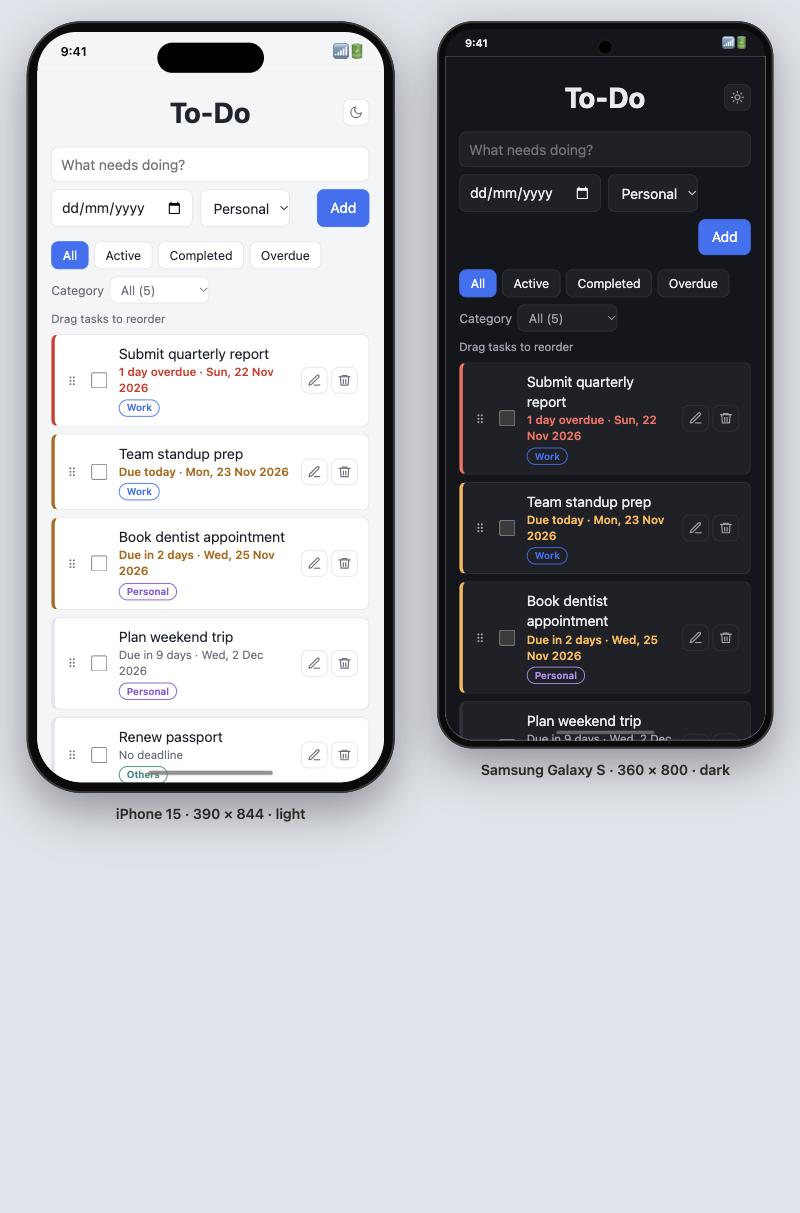 9:41
To-Do
What needs doing?
dd/mm/yyyy Personal Add
All Active Completed Overdue
Category All (5)
Drag tasks to reorder
Submit quarterly report
1 day overdue · Sun, 22 Nov
2026
Work
Team standup prep
Due today · Mon, 23 Nov 2026
Work
Book dentist appointment
Due in 2 days · Wed, 25 Nov
2026
Personal
Plan weekend trip
Due in 9 days · Wed, 2 Dec
2026
Personal
Renew passport
No deadline
Others
iPhone 15 · 390 × 844 · light
9:41
To-Do
What needs doing?
dd/mm/yyyy Personal
Add
All Active Completed Overdue
Category All (5)
Drag tasks to reorder
Submit quarterly
report
1 day overdue · Sun, 22
Nov 2026
Work
Team standup prep
Due today · Mon, 23 Nov
2026
Work
Book dentist
appointment
Due in 2 days · Wed, 25
Nov 2026
Personal
Plan weekend trip
Due in 9 days · Wed, 2 Dec
Samsung Galaxy S · 360 × 800 · dark